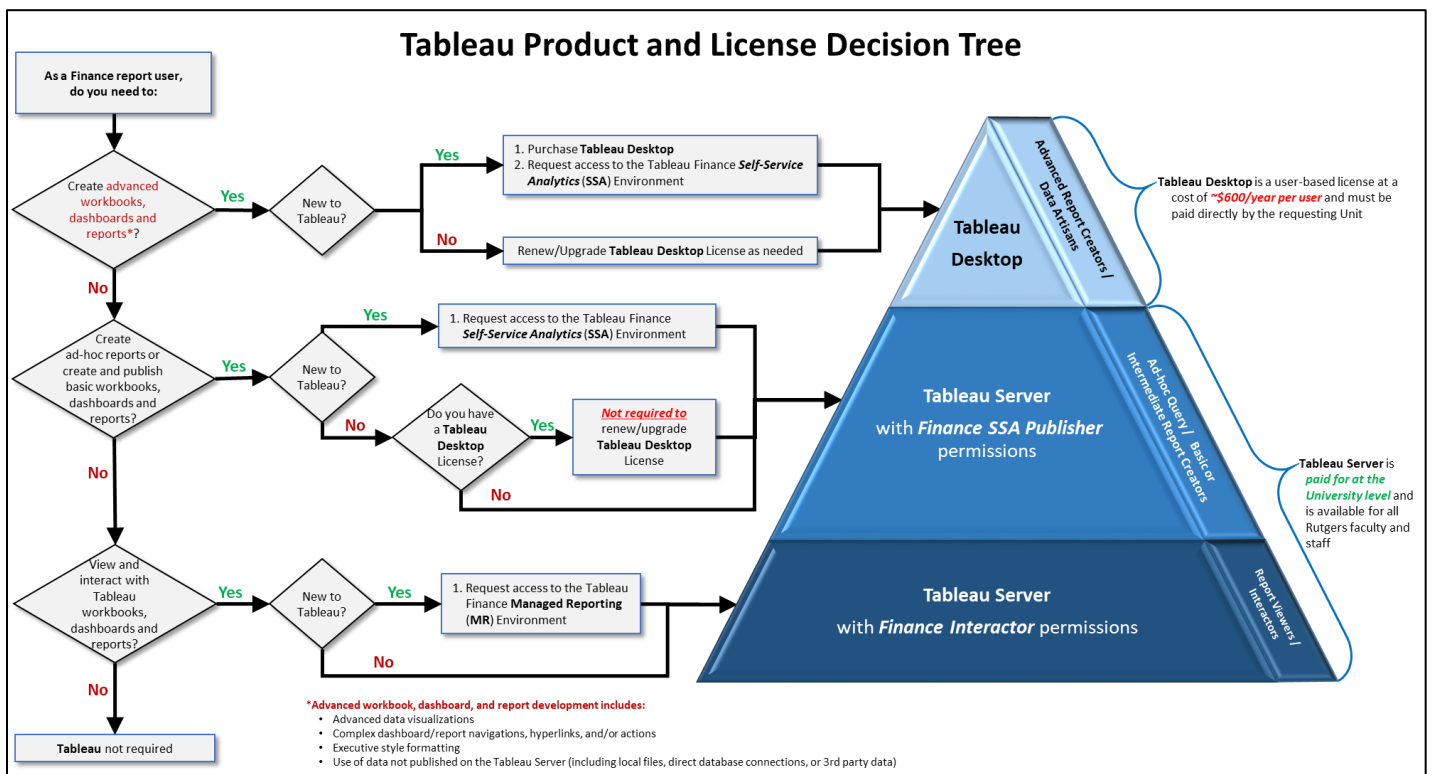 Tableau Product and License Decision Tree
As a Finance report user,
do you need to:
Create advanced
workbooks,
dashboards and
reports*?
Yes
New to
Tableau?
Yes
1. Purchase Tableau Desktop
2. Request access to the Tableau Finance Self-Service
Analytics (SSA) Environment
No
Renew/Upgrade Tableau Desktop License as needed
No
Create
ad-hoc reports or
create and publish
basic workbooks,
dashboards and
reports?
Yes
New to
Tableau?
Yes
1. Request access to the Tableau Finance
Self-Service Analytics (SSA) Environment
No
Do you have
a Tableau
Desktop
License?
Yes
Not required to
renew/upgrade
Tableau Desktop
License
No
No
View and
interact with
Tableau
workbooks,
dashboards and
reports?
Yes
New to
Tableau?
Yes
1. Request access to the Tableau
Finance Managed Reporting
(MR) Environment
No
No
Tableau not required
Tableau
Desktop
Advanced Report Creators /
Data Artisans
Tableau Desktop is a user-based license at a
cost of ~$600/year per user and must be
paid directly by the requesting Unit
Tableau Server
with Finance SSA Publisher
permissions
Ad-hoc Query / Basic or
Intermediate Report Creators
Tableau Server is
paid for at the
University level and
is available for all
Rutgers faculty and
staff
Tableau Server
with Finance Interactor permissions
Report Viewers /
Interactors
*Advanced workbook, dashboard, and report development includes:
• Advanced data visualizations
• Complex dashboard/report navigations, hyperlinks, and/or actions
• Executive style formatting
• Use of data not published on the Tableau Server (including local files, direct database connections, or 3rd party data)